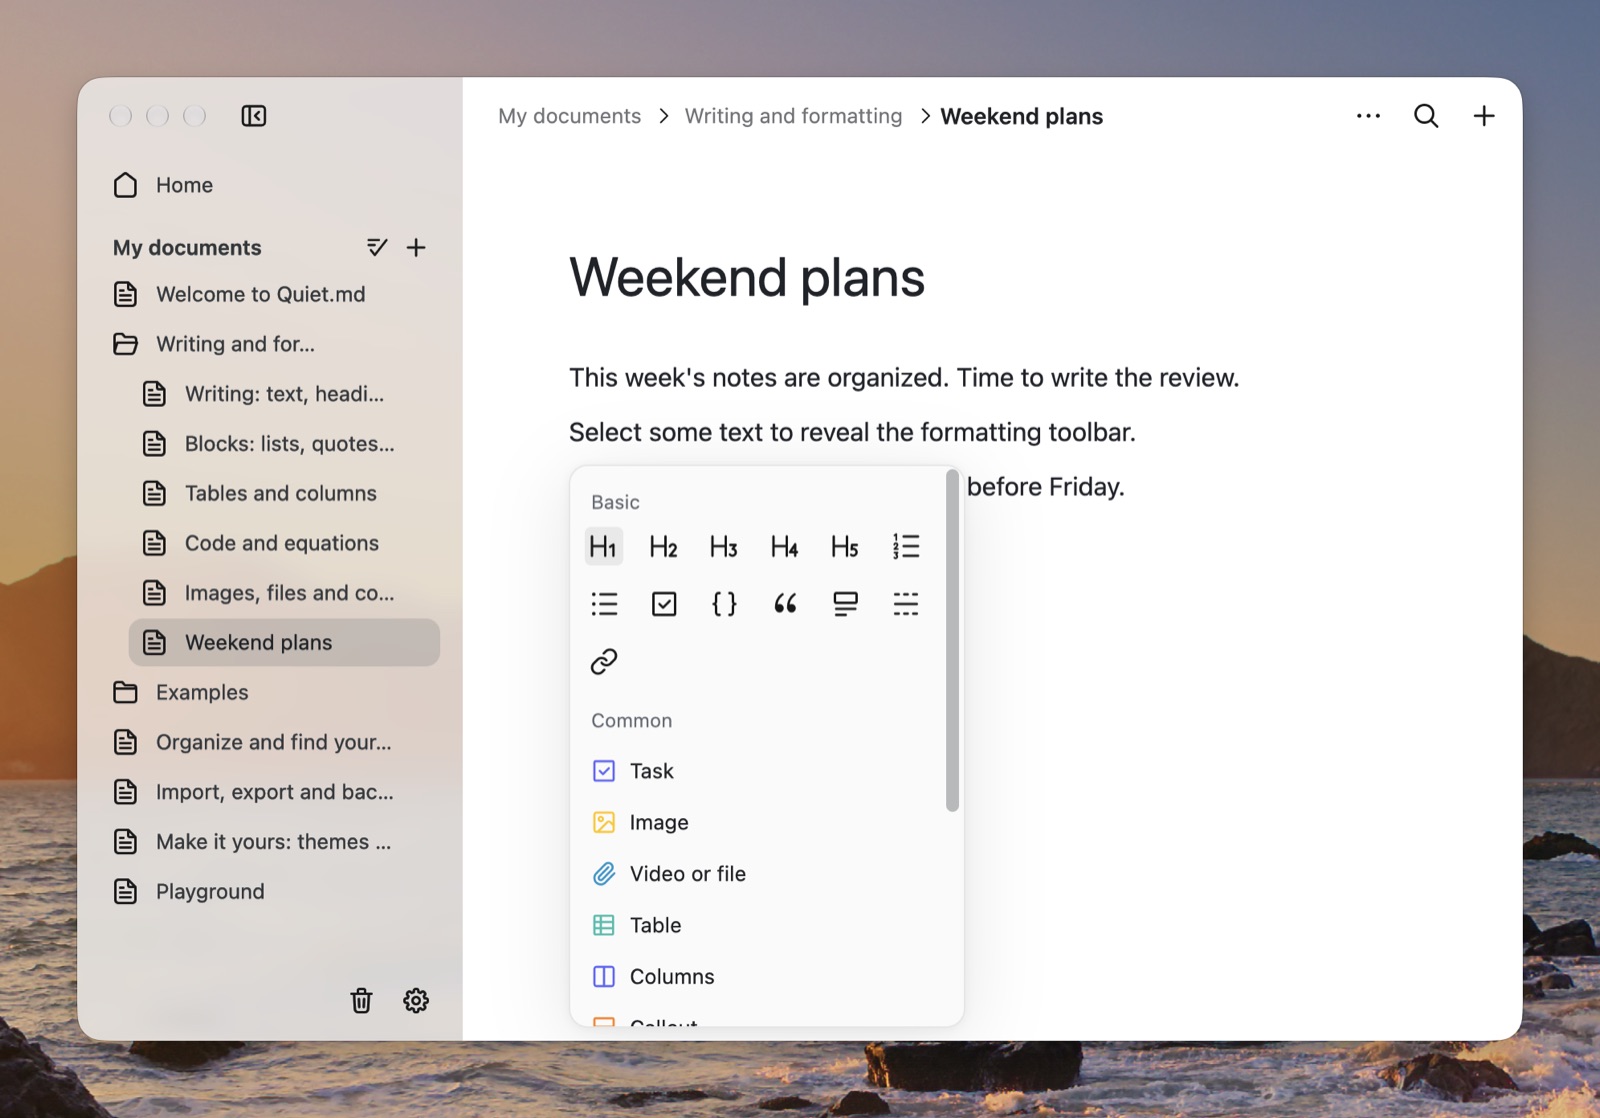 My documents > Writing and formatting > Weekend plans
Home
My documents
Welcome to Quiet.md
Writing and for...
Writing: text, headi...
Blocks: lists, quotes...
Tables and columns
Code and equations
Images, files and co...
Weekend plans
Examples
Organize and find your...
Import, export and bac...
Make it yours: themes ...
Playground
Weekend plans
This week's notes are organized. Time to write the review.
Select some text to reveal the formatting toolbar.
before Friday.
Basic
H1 H2 H3 H4 H5
Common
Task
Image
Video or file
Table
Columns
Callout